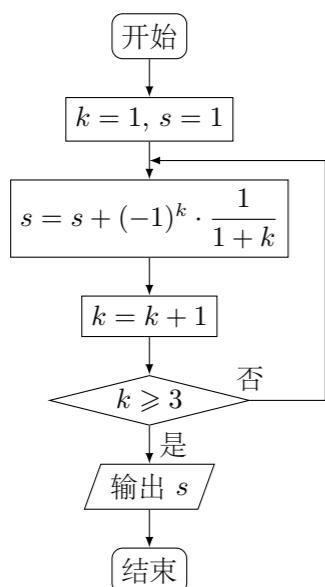 开始
k = 1, s = 1
s = s + (−1)^k · 1/(1 + k)
k = k + 1
k ⩾ 3
否
是
输出 s
结束